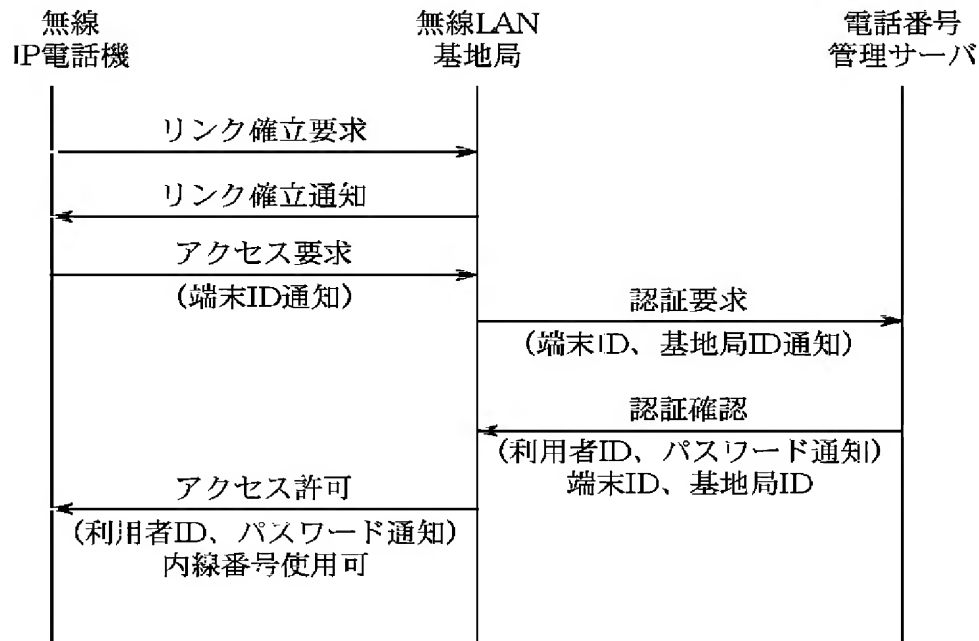 無線
IP電話機
無線LAN
基地局
電話番号
管理サーバ
リンク確立要求
リンク確立通知
アクセス要求
(端末ID通知)
認証要求
(端末ID、基地局ID通知)
認証確認
(利用者ID、パスワード通知)
端末ID、基地局ID
アクセス許可
(利用者ID、パスワード通知)
内線番号使用可